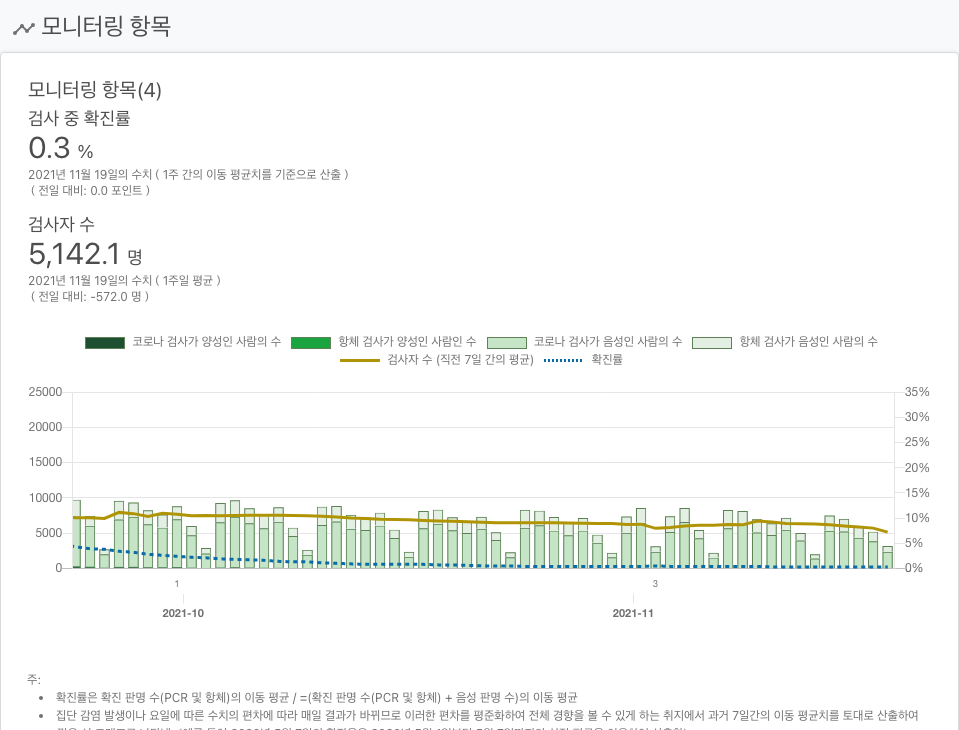 모니터링 항목
모니터링 항목(4)
검사 중 확진률
0.3 %
2021년 11월 19일의 수치 ( 1주 간의 이동 평균치를 기준으로 산출 )
( 전일 대비: 0.0 포인트 )
검사자 수
5,142.1 명
2021년 11월 19일의 수치 ( 1주일 평균 )
( 전일 대비: -572.0 명 )
코로나 검사가 양성인 사람의 수 항체 검사가 양성인 사람인 수 코로나 검사가 음성인 사람의 수 항체 검사가 음성인 사람의 수
검사자 수 (직전 7일 간의 평균) 확진률
25000 35%
30%
20000
25%
15000
20%
15%
10000
10%
5000
5%
0 0%
1 3
2021-10 2021-11
주:
• 확진률은 확진 판명 수(PCR 및 항체)의 이동 평균 / =(확진 판명 수(PCR 및 항체) + 음성 판명 수)의 이동 평균
• 집단 감염 발생이나 요일에 따른 수치의 편차에 따라 매일 결과가 바뀌므로 이러한 편차를 평준화하여 전체 경향을 볼 수 있게 하는 취지에서 과거 7일간의 이동 평균치를 토대로 산출하여